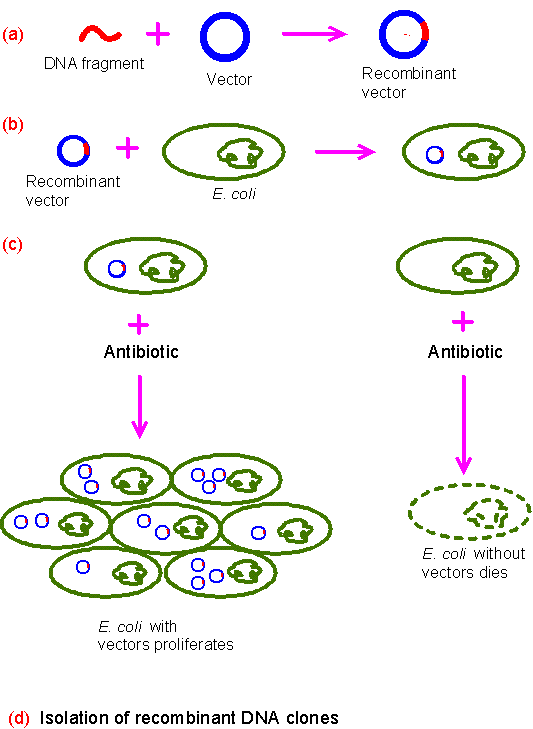 (a)
DNA fragment
Vector
Recombinant
vector
(b)
Recombinant
vector
E. coli
(c)
Antibiotic
Antibiotic
E. coli with
vectors proliferates
E. coli without
vectors dies
(d) Isolation of recombinant DNA clones